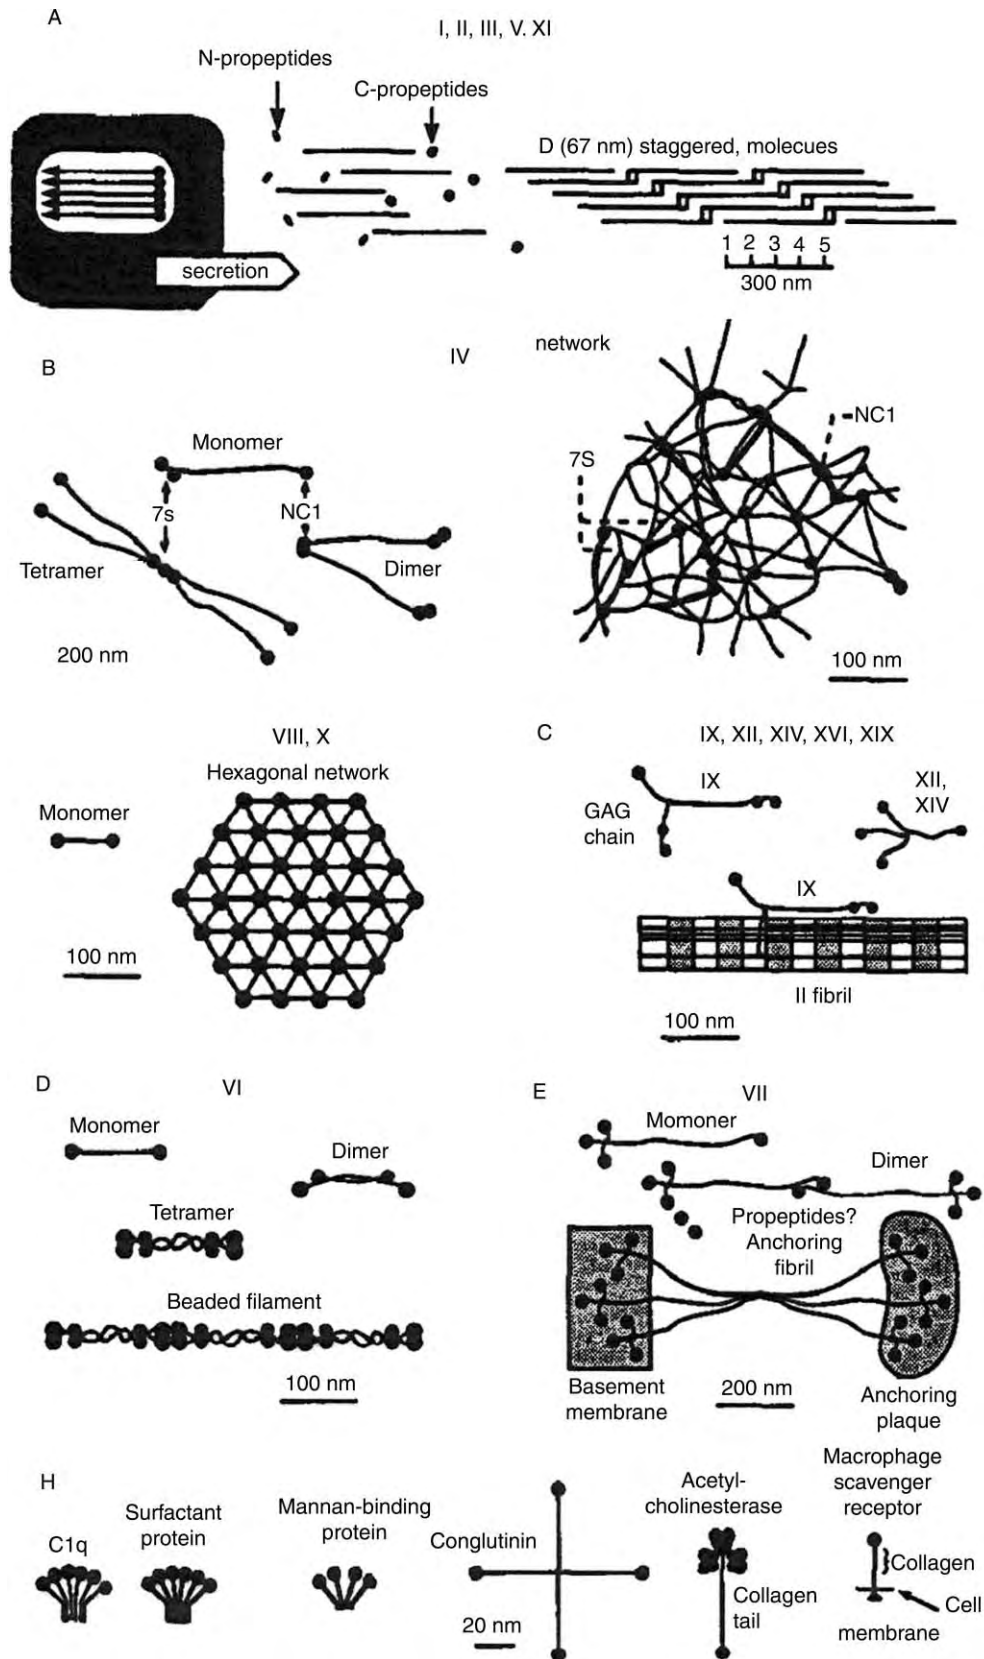 A
I, II, III, V. XI
N-propeptides
C-propeptides
D (67 nm) staggered, molecues
secretion
1 2 3 4 5
300 nm
B
IV
network
Monomer
NC1
7S
7s
NC1
Tetramer
Dimer
200 nm
100 nm
VIII, X
Hexagonal network
Monomer
100 nm
C
IX, XII, XIV, XVI, XIX
IX
XII,
XIV
GAG
chain
IX
II fibril
100 nm
D
VI
Monomer
Dimer
Tetramer
Beaded filament
100 nm
E
VII
Momoner
Dimer
Propeptides?
Anchoring
fibril
Basement
membrane
200 nm
Anchoring
plaque
H
C1q
Surfactant
protein
Mannan-binding
protein
Conglutinin
20 nm
Acetyl-
cholinesterase
Collagen
tail
Macrophage
scavenger
receptor
Collagen
Cell
membrane